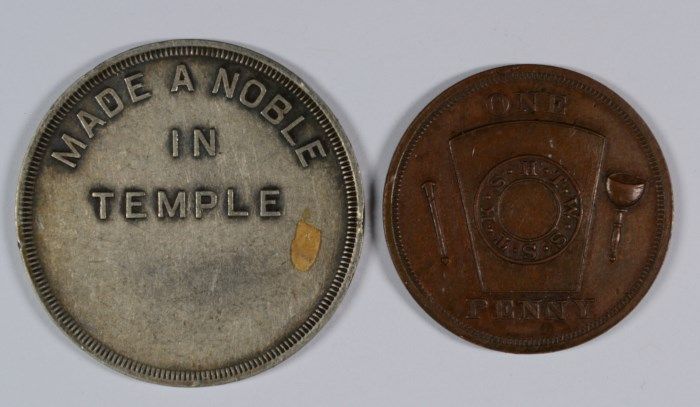 MADE A NOBLE
IN
TEMPLE
ONE
H.T.W.S.S.T.K.S.
PENNY